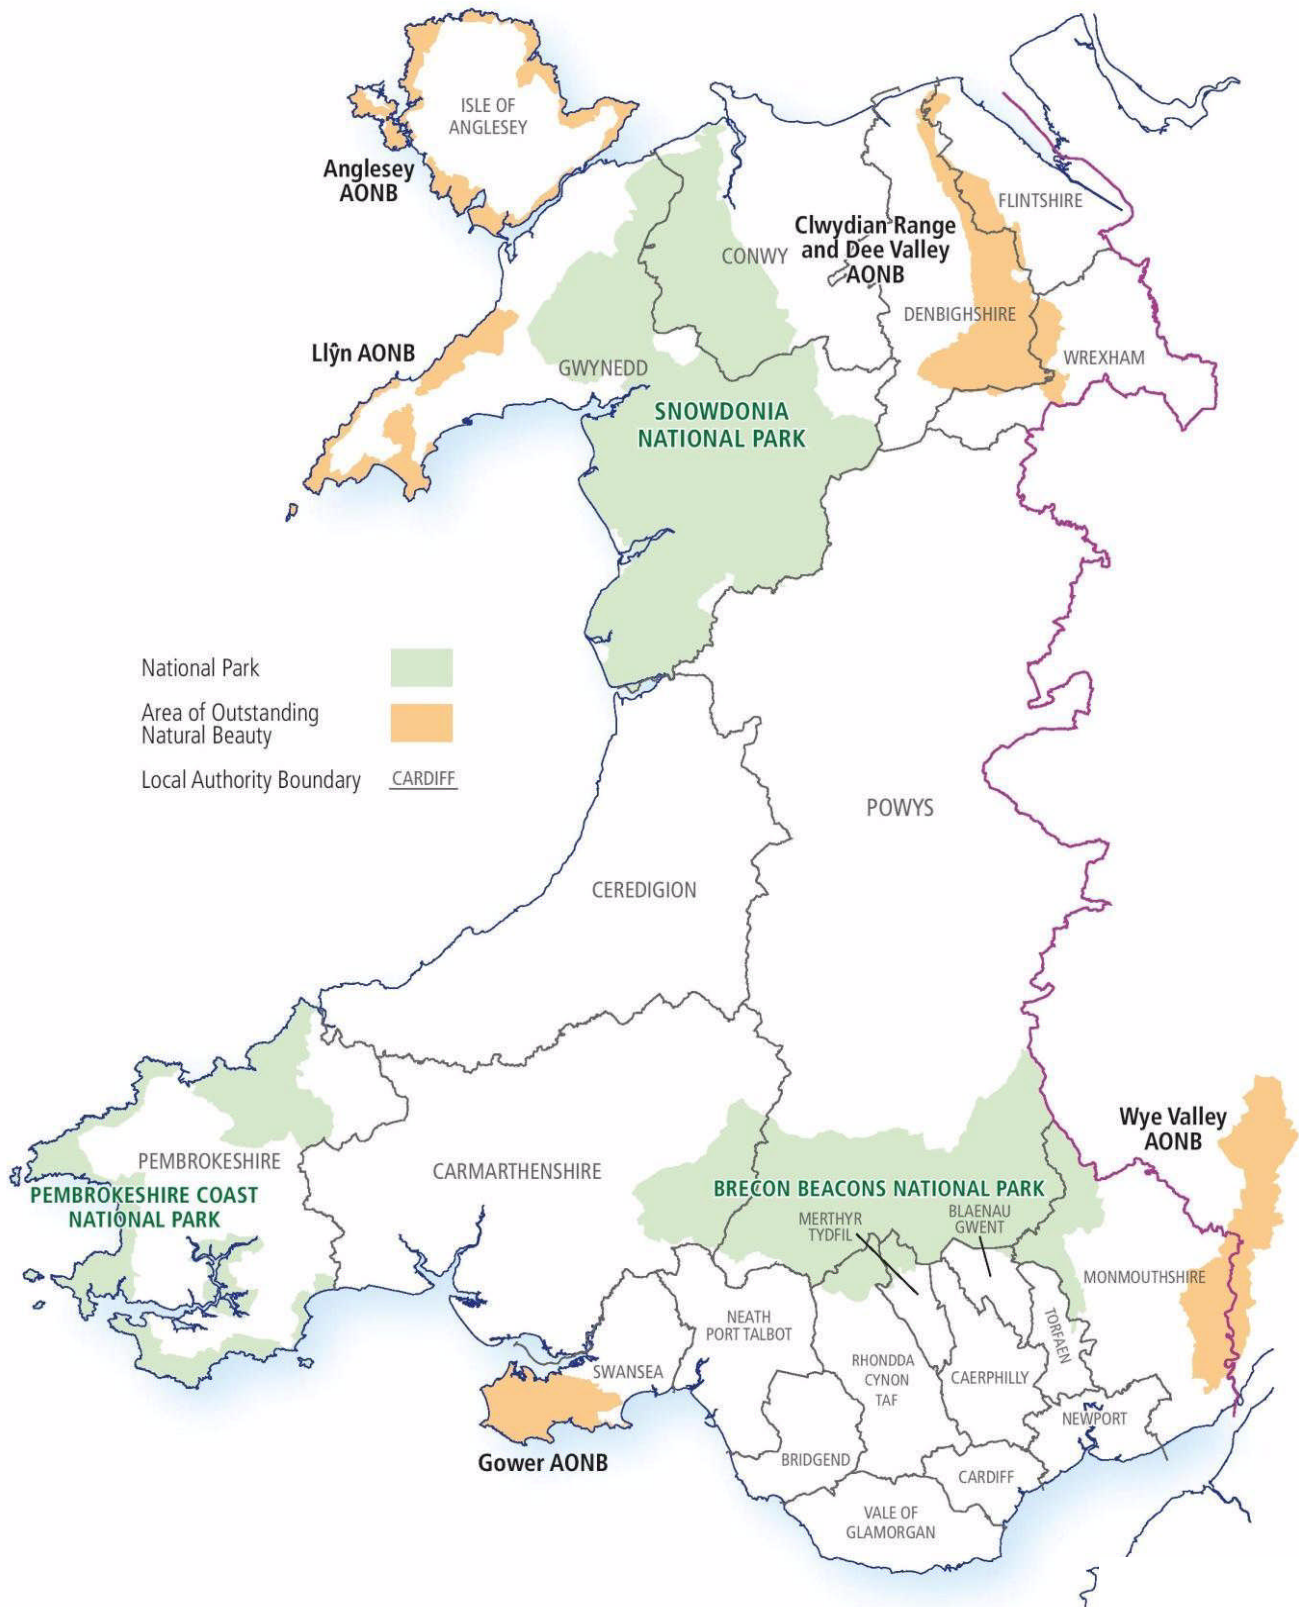 ISLE OF
ANGLESEY
Anglesey
AONB
FLINTSHIRE
Clwydian Range
and Dee Valley
AONB
CONWY
DENBIGHSHIRE
Llŷn AONB
WREXHAM
GWYNEDD
SNOWDONIA
NATIONAL PARK
National Park
Area of Outstanding
Natural Beauty
Local Authority Boundary CARDIFF
POWYS
CEREDIGION
Wye Valley
AONB
PEMBROKESHIRE
CARMARTHENSHIRE
PEMBROKESHIRE COAST
NATIONAL PARK
BRECON BEACONS NATIONAL PARK
MERTHYR
TYDFIL
BLAENAU
GWENT
MONMOUTHSHIRE
NEATH
PORT TALBOT
TORFAEN
RHONDDA
CYNON
TAF
SWANSEA
CAERPHILLY
NEWPORT
Gower AONB
BRIDGEND
CARDIFF
VALE OF
GLAMORGAN